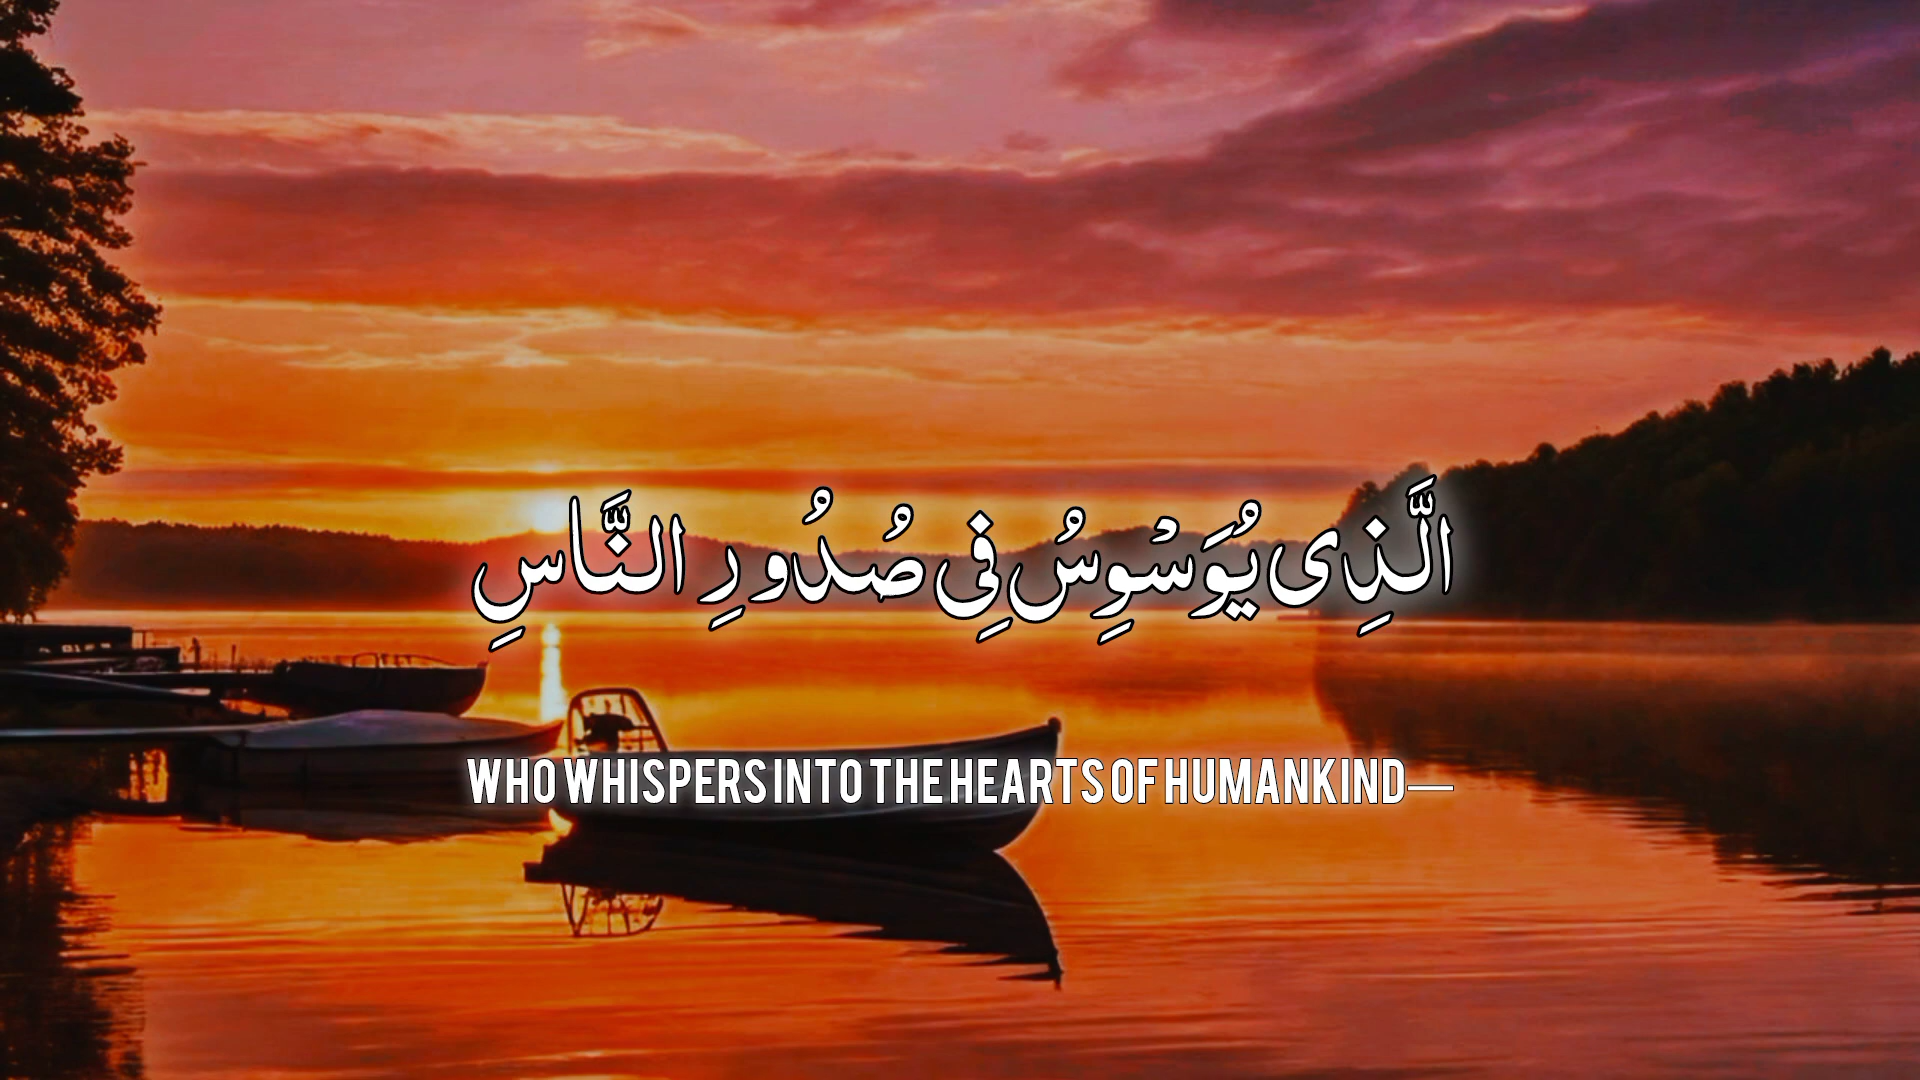 الَّذِى يُوَسْوِسُ فِى صُدُورِ النَّاسِ
WHO WHISPERS INTO THE HEARTS OF HUMANKIND—